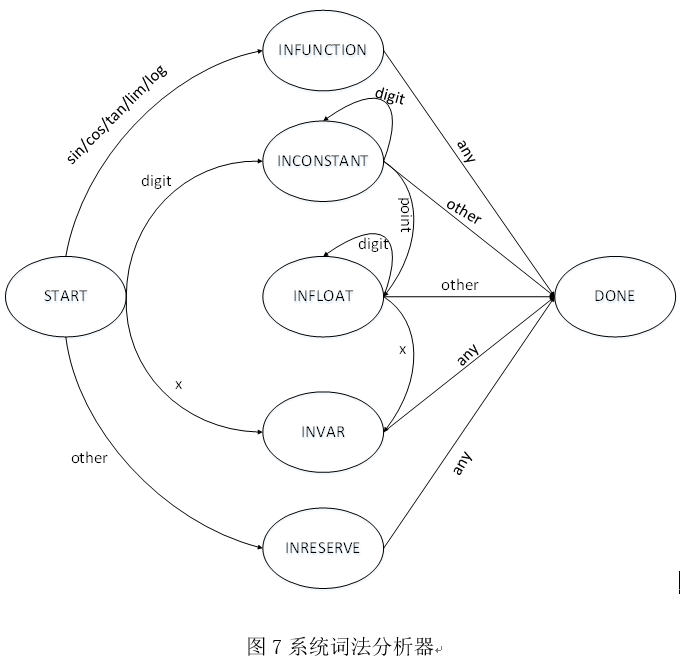 INFUNCTION
sin/cos/tan/lim/log
digit
any
INCONSTANT
digit
other
point
digit
START
INFLOAT
other
DONE
x
any
x
INVAR
other
any
INRESERVE
图 7 系统词法分析器